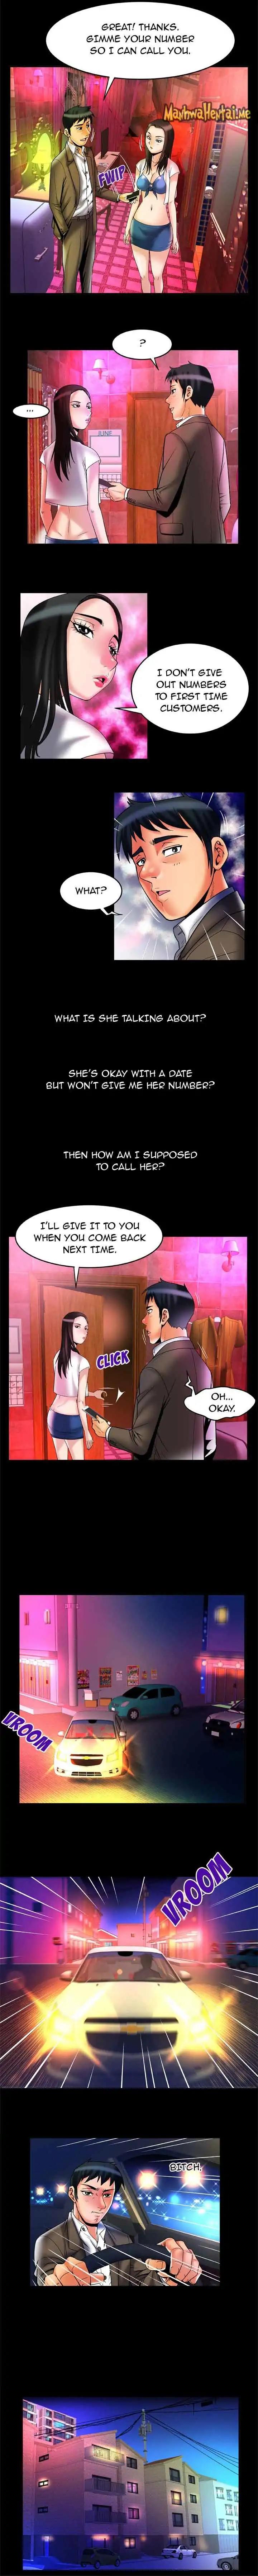 GREAT! THANKS.
GIMME YOUR NUMBER
SO I CAN CALL YOU.
ManhwaHentai.me
FWIP
?
...
I DON'T GIVE
OUT NUMBERS
TO FIRST TIME
CUSTOMERS.
WHAT?
WHAT IS SHE TALKING ABOUT?
SHE'S OKAY WITH A DATE
BUT WON'T GIVE ME HER NUMBER?
THEN HOW AM I SUPPOSED
TO CALL HER?
I'LL GIVE IT TO YOU
WHEN YOU COME BACK
NEXT TIME.
CLICK
OH...
OKAY.
VROOM
VROOM
BITCH.